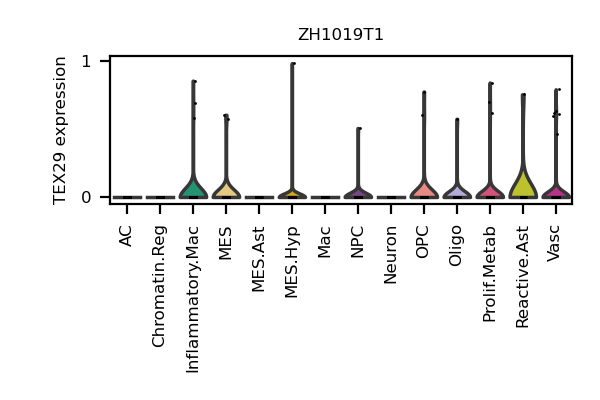 ZH1019T1
TEX29 expression
1
0
AC
Chromatin.Reg
Inflammatory.Mac
MES
MES.Ast
MES.Hyp
Mac
NPC
Neuron
OPC
Oligo
Prolif.Metab
Reactive.Ast
Vasc